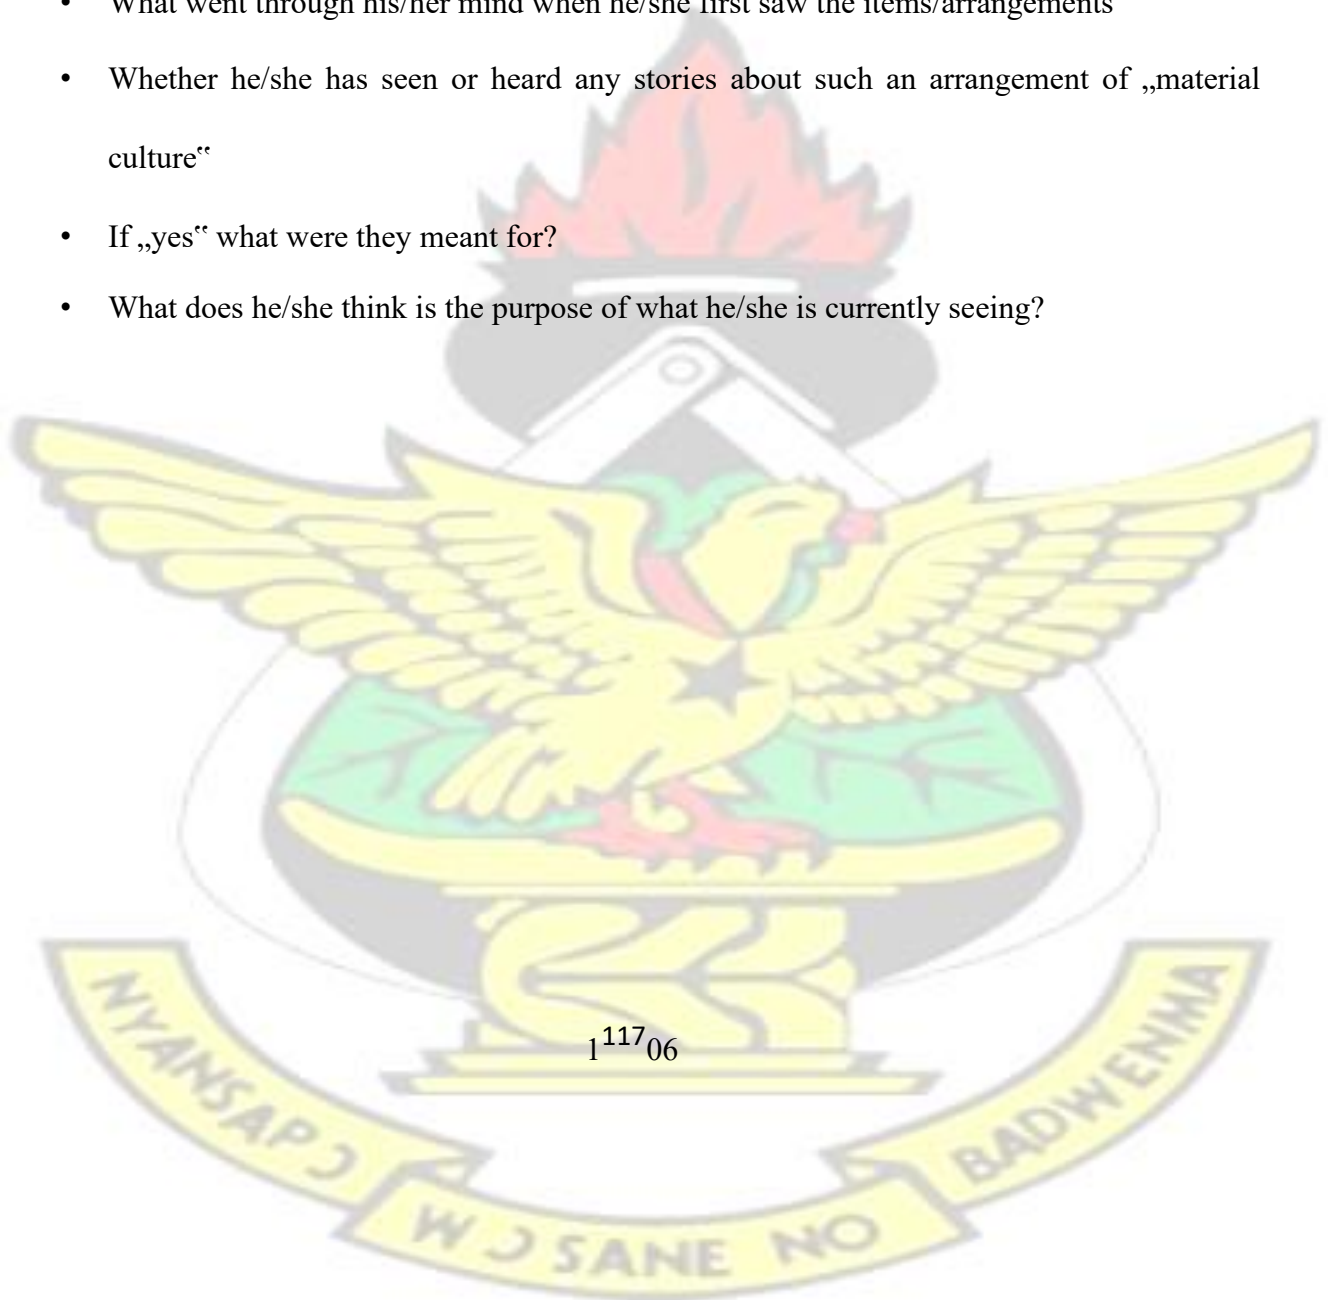 • What went through his/her mind when he/she first saw the items/arrangements
• Whether he/she has seen or heard any stories about such an arrangement of „material
culture‟
• If „yes‟ what were they meant for?
• What does he/she think is the purpose of what he/she is currently seeing?
111706
NYANSAPƆ
WƆSANE NO
BADWENMA